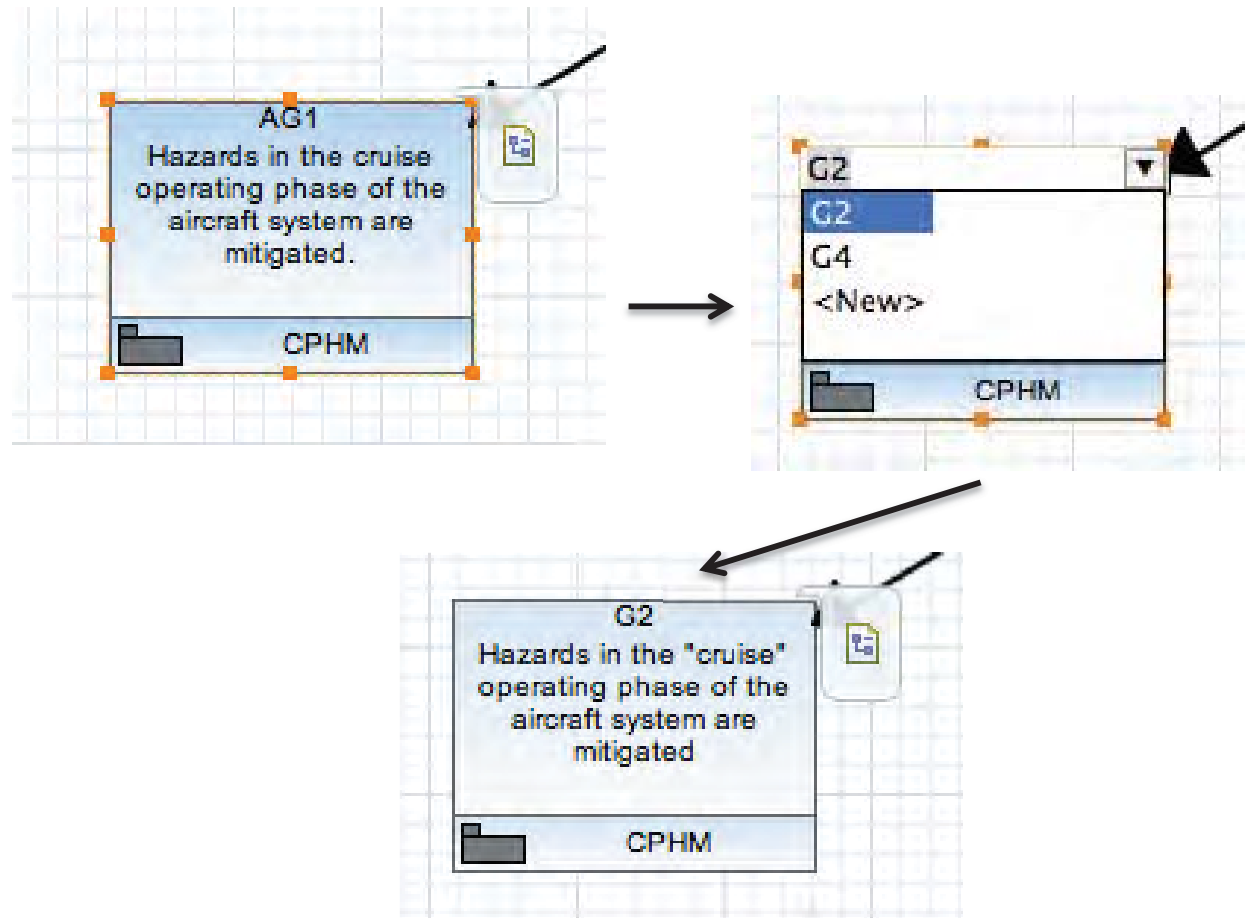 AG1
Hazards in the cruise
operating phase of the
aircraft system are
mitigated.
CPHM
G2
G2
G4
<New>
CPHM
G2
Hazards in the "cruise"
operating phase of the
aircraft system are
mitigated
CPHM